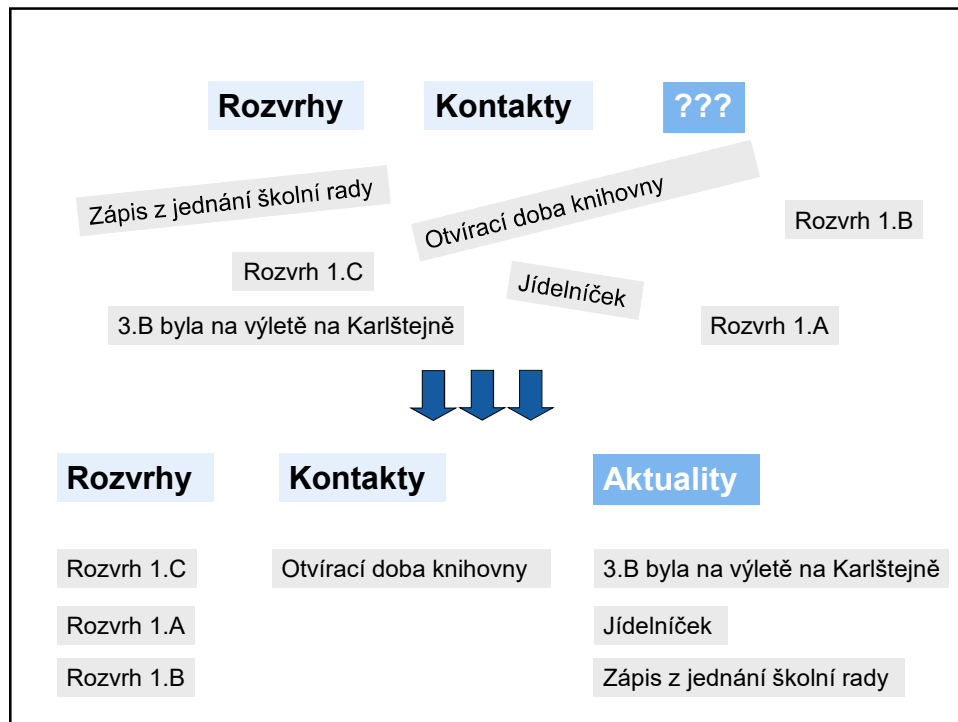 Rozvrhy
Kontakty
???
Zápis z jednání školní rady
Otvírací doba knihovny
Rozvrh 1.B
Rozvrh 1.C
Jídelníček
3.B byla na výletě na Karlštejně
Rozvrh 1.A
Rozvrhy
Kontakty
Aktuality
Rozvrh 1.C
Otvírací doba knihovny
3.B byla na výletě na Karlštejně
Rozvrh 1.A
Jídelníček
Rozvrh 1.B
Zápis z jednání školní rady